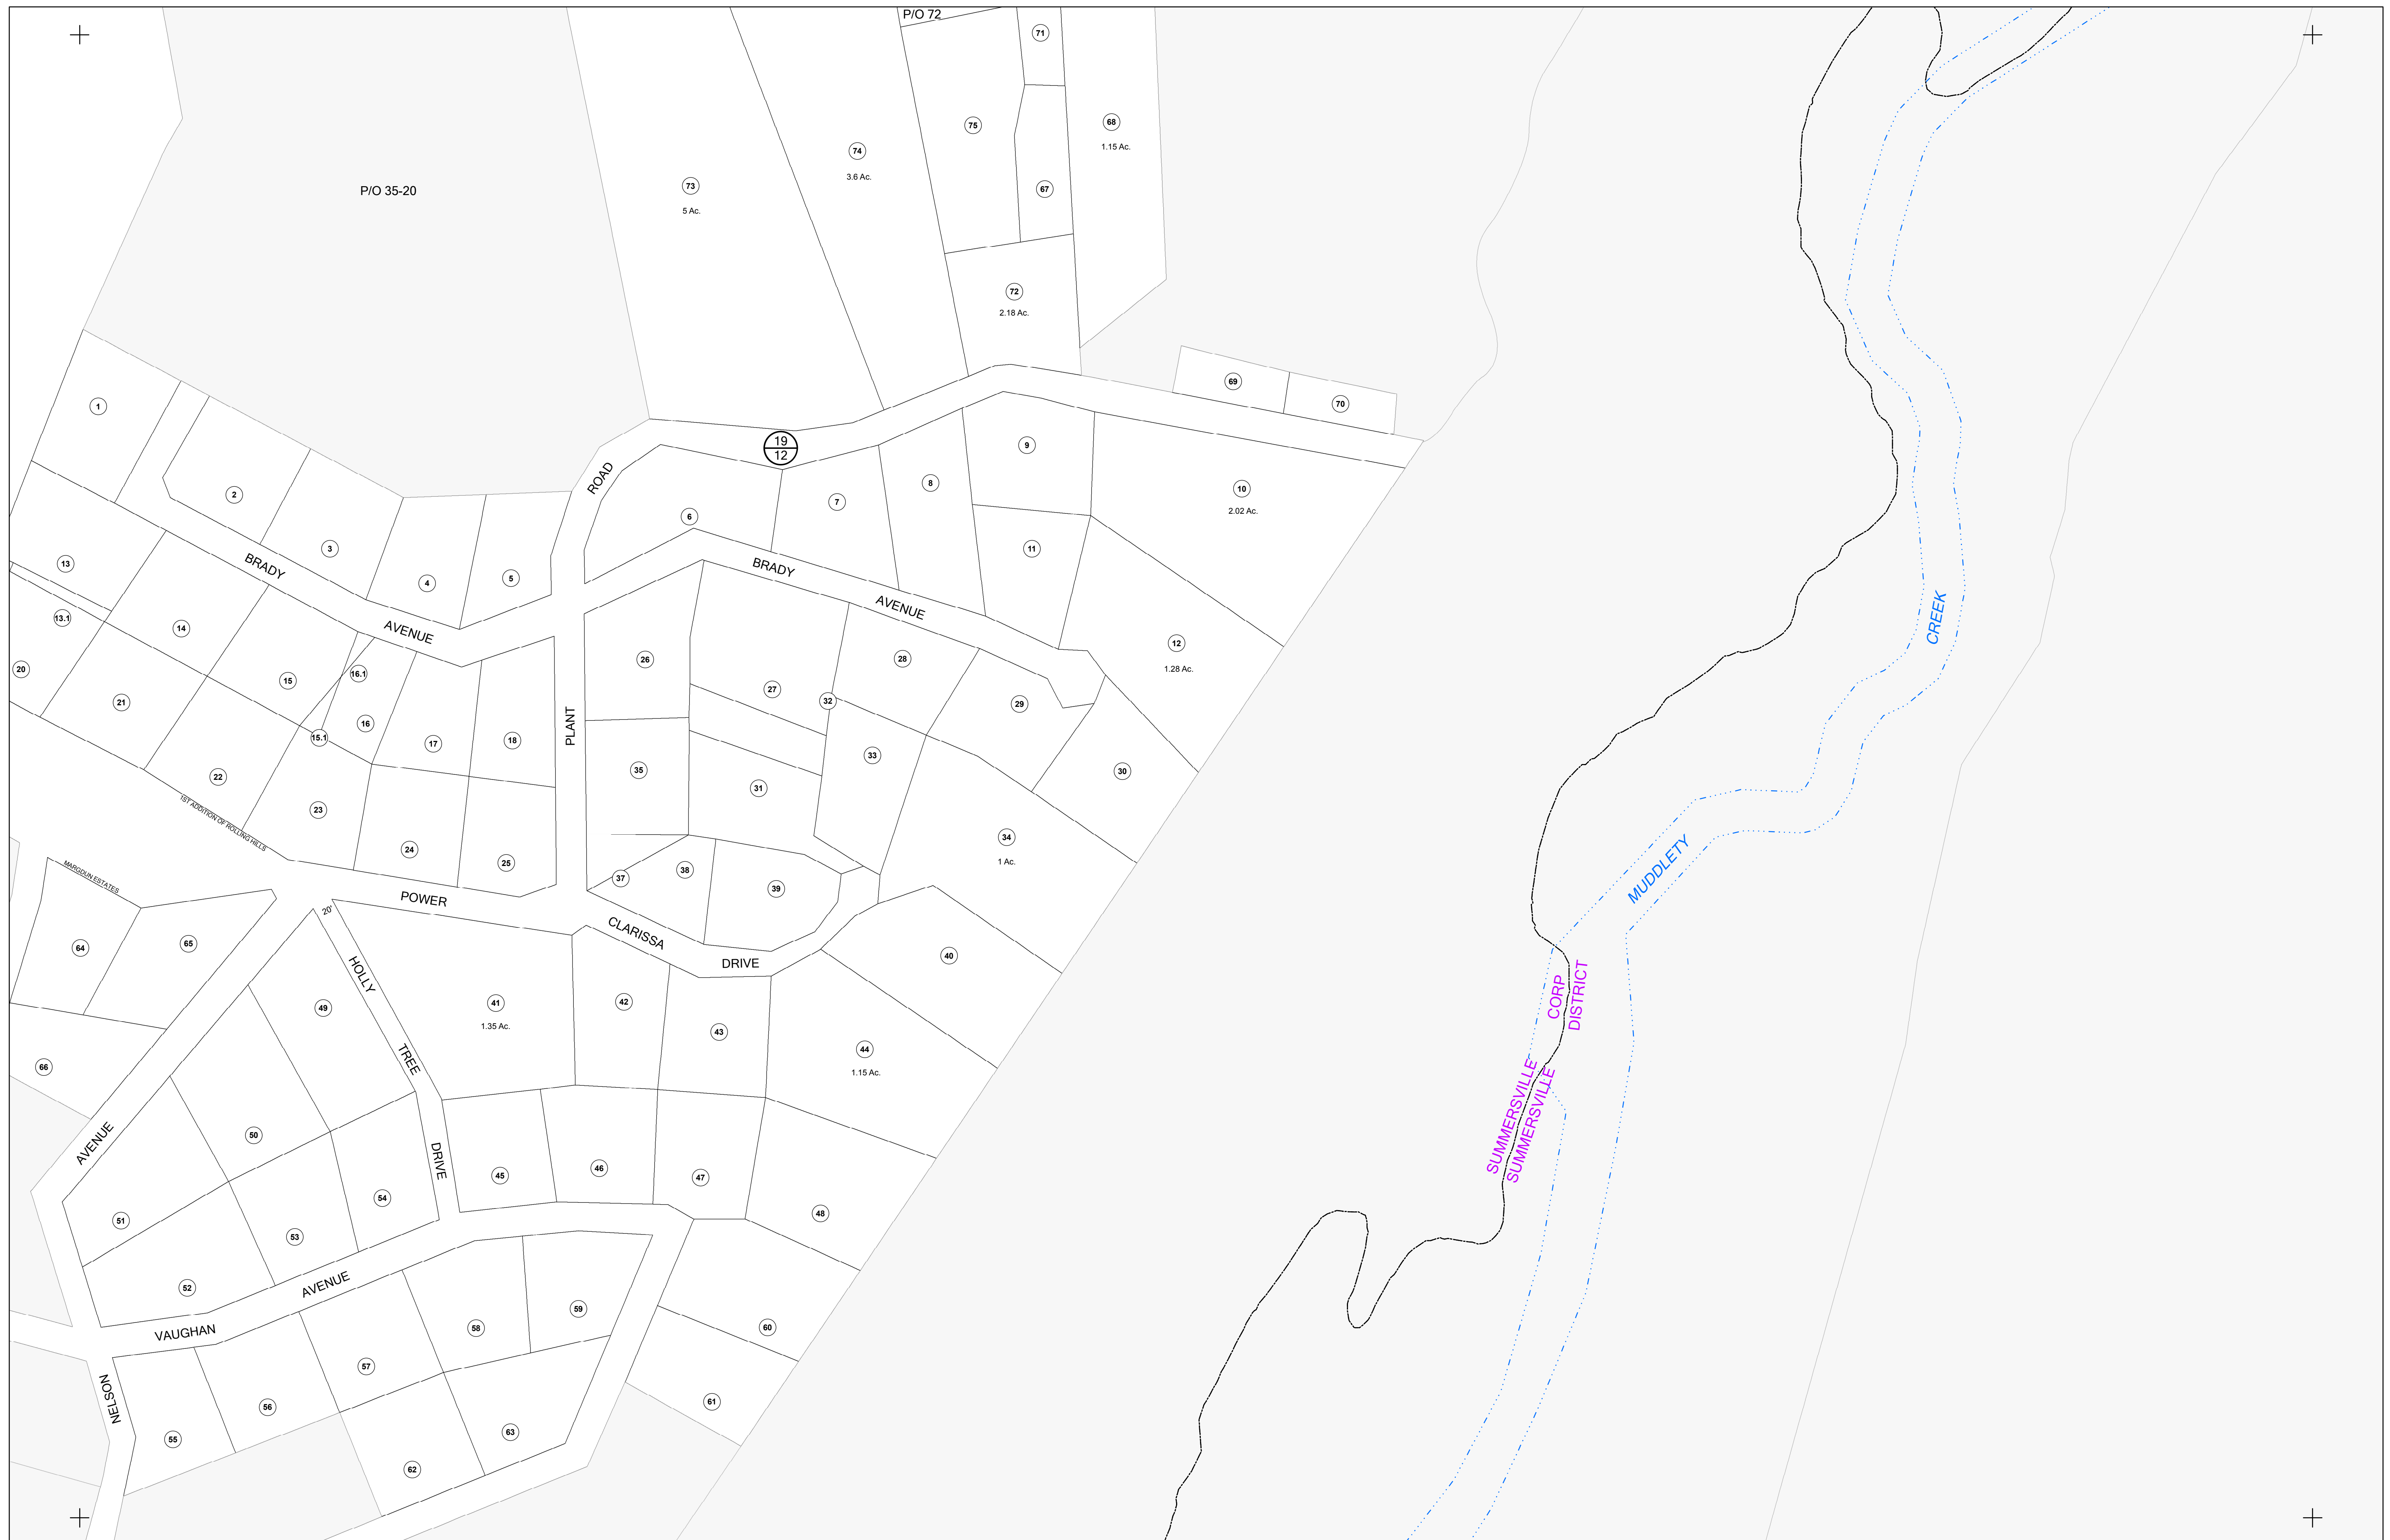 P/O 72
71
75
68
1.15 Ac.
74
3.6 Ac.
P/O 35-20
73
5 Ac.
67
72
2.18 Ac.
69
70
1
19
12
9
ROAD
2
8
10
2.02 Ac.
7
6
3
11
13
BRADY
4
5
BRADY
AVENUE
CREEK
13.1
14
AVENUE
12
1.28 Ac.
20
26
28
15
16.1
27
32
21
29
16
PLANT
15.1
17
18
33
30
35
22
31
23
1ST ADDITION OF ROLLING HILLS
34
1 Ac.
24
25
MARGDUN ESTATES
38
37
39
MUDDLETY
POWER
20'
CLARISSA
DRIVE
64
65
40
HOLLY
41
1.35 Ac.
42
49
CORP
DISTRICT
43
TREE
44
1.15 Ac.
66
50
AVENUE
DRIVE
45
46
47
SUMMERSVILLE
SUMMERSVILLE
54
51
48
53
52
AVENUE
59
58
60
VAUGHAN
57
NELSON
61
56
55
63
62